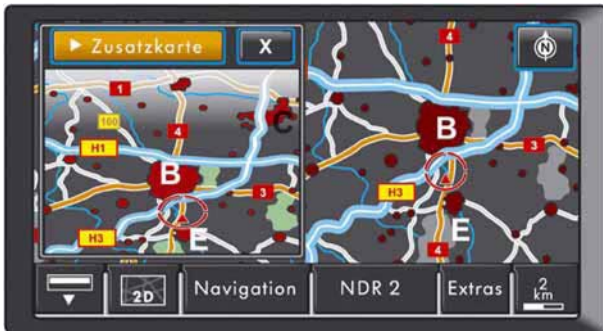 Zusatzkarte X
N
1
4
100
C
H1
B
3
H3
E
4
B
3
H3
E
4
2D Navigation NDR 2 Extras 2 km